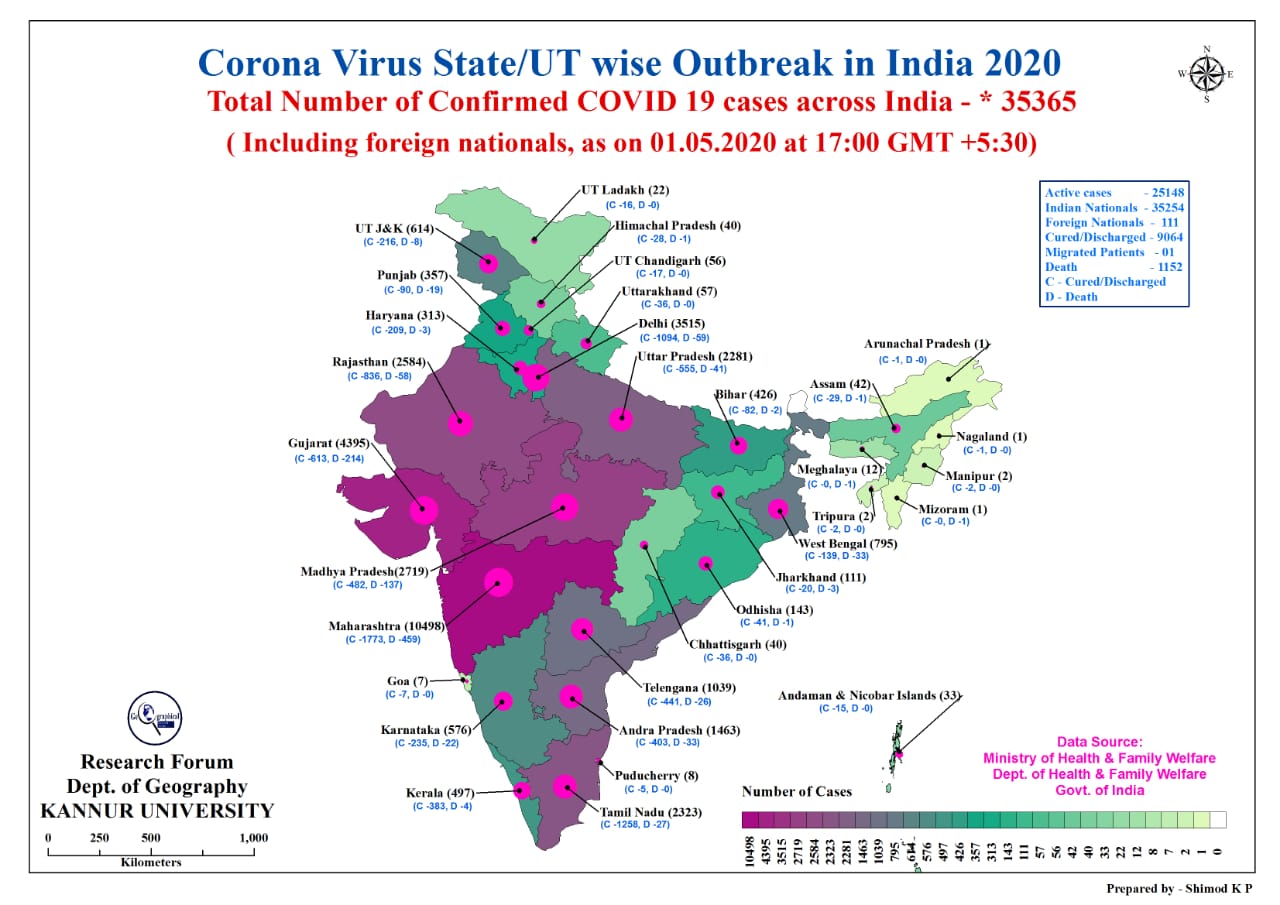 Corona Virus State/UT wise Outbreak in India 2020
Total Number of Confirmed COVID 19 cases across India - * 35365
( Including foreign nationals, as on 01.05.2020 at 17:00 GMT +5:30)
N
W
E
S
Active cases - 25148
Indian Nationals - 35254
Foreign Nationals - 111
Cured/Discharged - 9064
Migrated Patients - 01
Death - 1152
C - Cured/Discharged
D - Death
UT Ladakh (22)
(C -16, D -0)
Himachal Pradesh (40)
(C -28, D -1)
UT J&K (614)
(C -216, D -8)
UT Chandigarh (56)
(C -17, D -0)
Punjab (357)
(C -90, D -19)
Uttarakhand (57)
(C -36, D -0)
Haryana (313)
(C -209, D -3)
Delhi (3515)
(C -1094, D -59)
Rajasthan (2584)
(C -836, D -58)
Uttar Pradesh (2281)
(C -555, D -41)
Arunachal Pradesh (1)
(C -1, D -0)
Assam (42)
(C -29, D -1)
Bihar (426)
(C -82, D -2)
Gujarat (4395)
(C -613, D -214)
Nagaland (1)
(C -1, D -0)
Meghalaya (12)
(C -0, D -1)
Manipur (2)
(C -2, D -0)
Mizoram (1)
(C -0, D -1)
Tripura (2)
(C -2, D -0)
West Bengal (795)
(C -139, D -33)
Madhya Pradesh(2719)
(C -482, D -137)
Jharkhand (111)
(C -20, D -3)
Odhisha (143)
(C -41, D -1)
Maharashtra (10498)
(C -1773, D -459)
Chhattisgarh (40)
(C -36, D -0)
Goa (7)
(C -7, D -0)
Telengana (1039)
(C -441, D -26)
Andaman & Nicobar Islands (33)
(C -15, D -0)
Karnataka (576)
(C -235, D -22)
Andra Pradesh (1463)
(C -403, D -33)
Puducherry (8)
(C -5, D -0)
Kerala (497)
(C -383, D -4)
Tamil Nadu (2323)
(C -1258, D -27)
Research Forum
Dept. of Geography
KANNUR UNIVERSITY
0 250 500 1,000
Kilometers
Data Source:
Ministry of Health & Family Welfare
Dept. of Health & Family Welfare
Govt. of India
Number of Cases
10498 4395 3515 2719 2584 2323 2281 1463 1039 795 614 576 497 426 357 313 143 111 57 56 42 40 33 22 12 8 7 2 1 0
Prepared by - Shimod K P